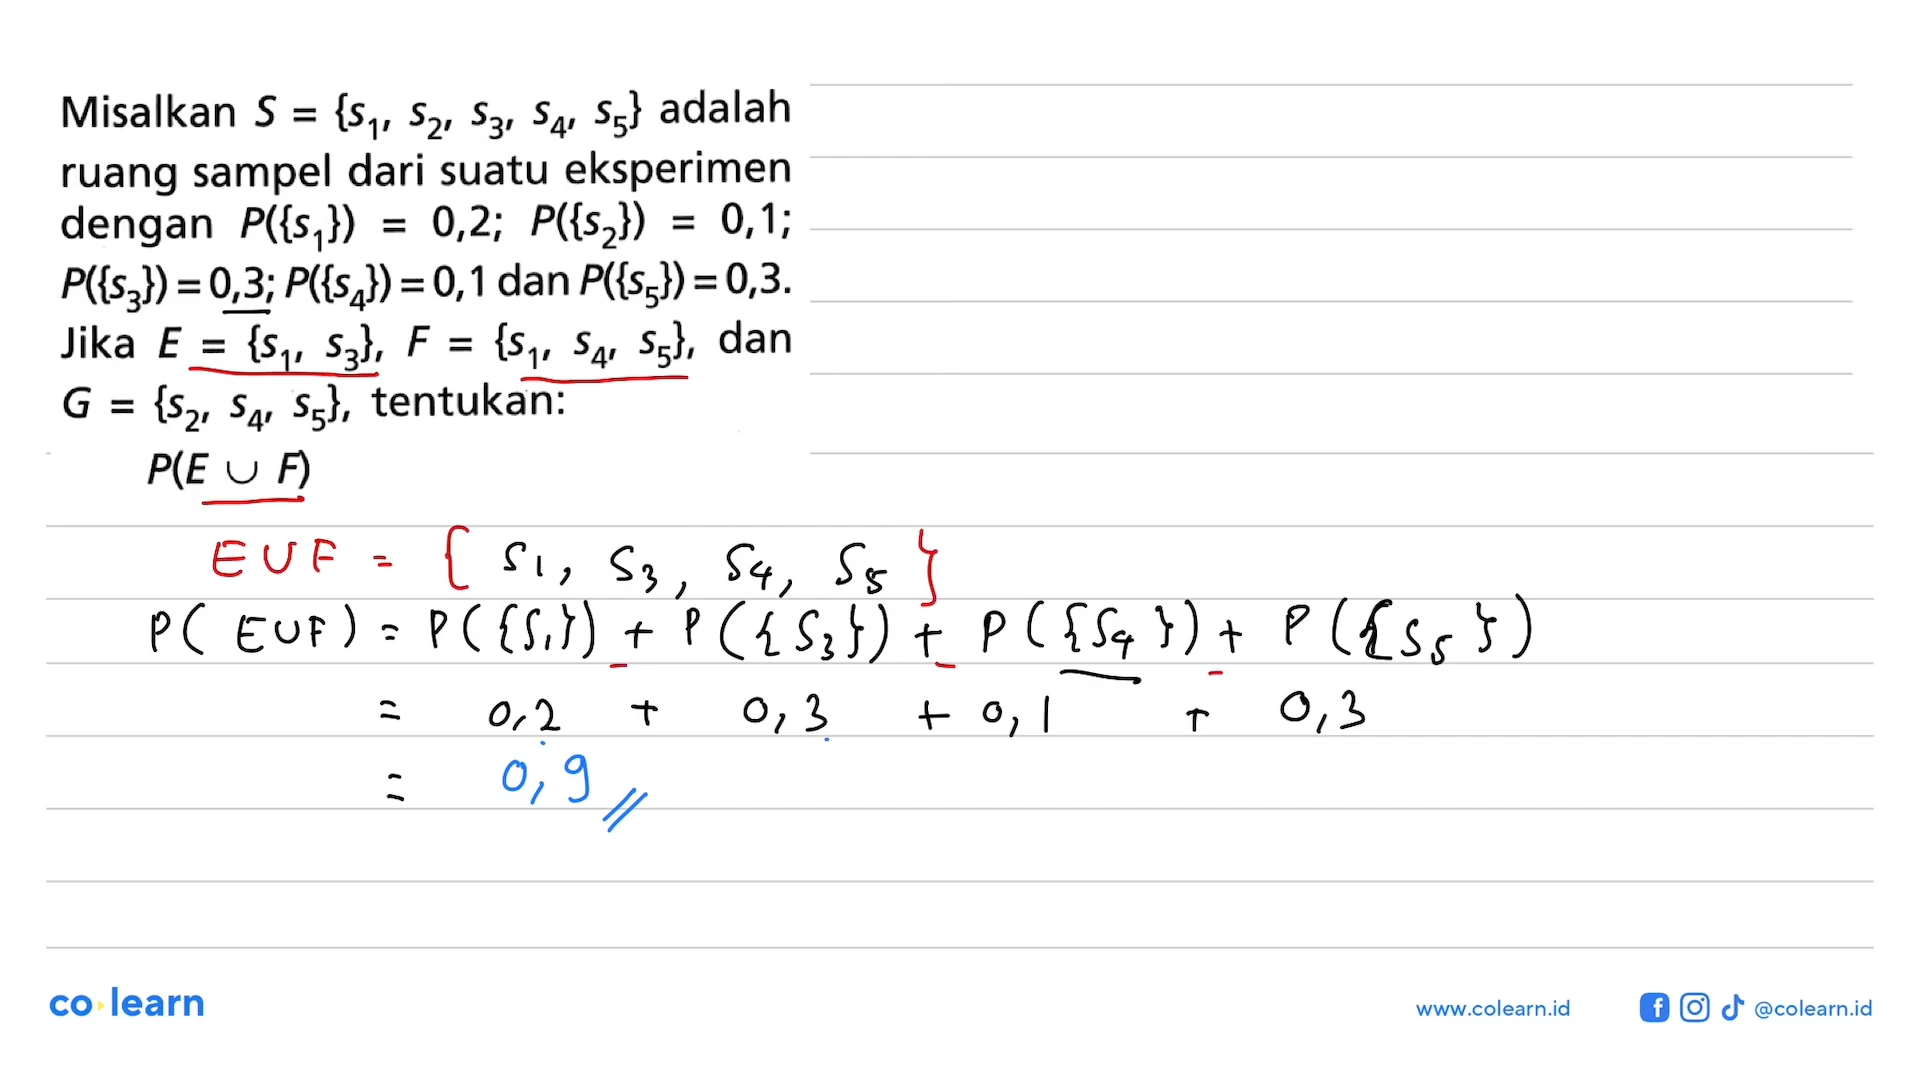 Misalkan S = {s₁, s₂, s₃, s₄, s₅} adalah
ruang sampel dari suatu eksperimen
dengan P({s₁}) = 0,2; P({s₂}) = 0,1;
P({s₃}) = 0,3; P({s₄}) = 0,1 dan P({s₅}) = 0,3.
Jika E = {s₁, s₃}, F = {s₁, s₄, s₅}, dan
G = {s₂, s₄, s₅}, tentukan:
P(E ∪ F)
E∪F = { S₁, S₃, S₄, S₅ }
P( E∪F ) = P({S₁}) + P({S₃}) + P({S₄}) + P({S₅})
= 0,2 + 0,3 + 0,1 + 0,3
= 0,9
co learn
www.colearn.id
@colearn.id